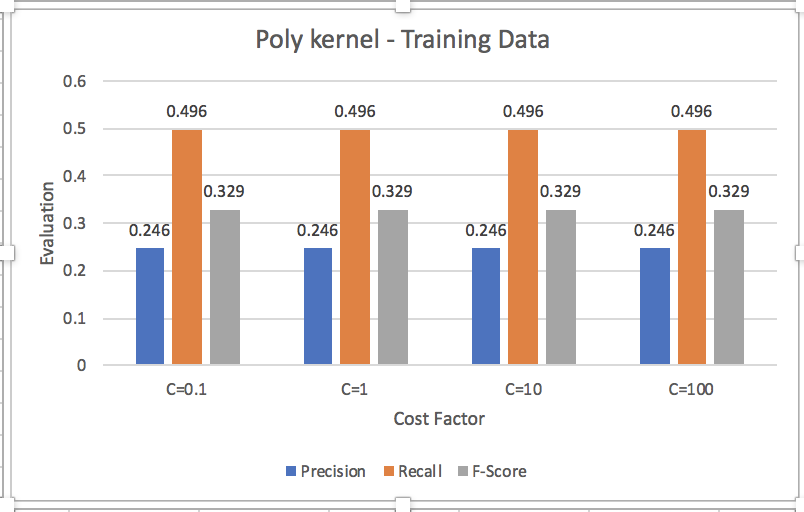 Poly kernel - Training Data
0.6
0.5
0.4
0.3
0.2
0.1
0
Evaluation
0.246
0.496
0.329
0.246
0.496
0.329
0.246
0.496
0.329
0.246
0.496
0.329
C=0.1
C=1
C=10
C=100
Cost Factor
Precision
Recall
F-Score